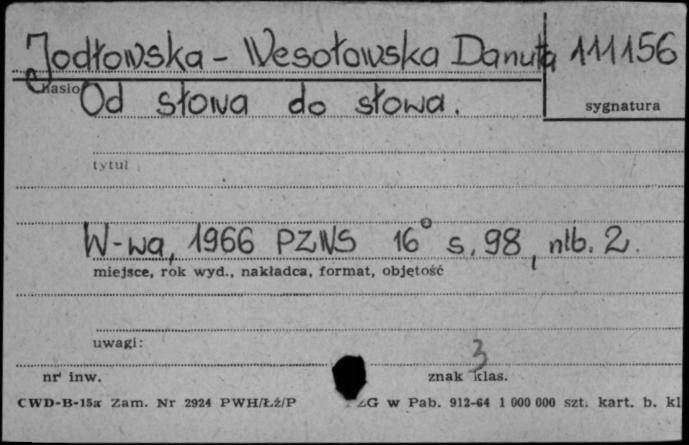 Jodłowska - Wesołowska Danuta 111156
hasło
Od słowa do słowa.
sygnatura
tytuł
W-wa, 1966 PZWS 16° s, 98, nlb. 2.
miejsce, rok wyd., nakładca, format, objętość
uwagi:
3
nr inw. znak klas.
CWD-B-15a Zam. Nr 2924 PWH/Łż/P ZG w Pab. 912-64 1 000 000 szt. kart. b. kl